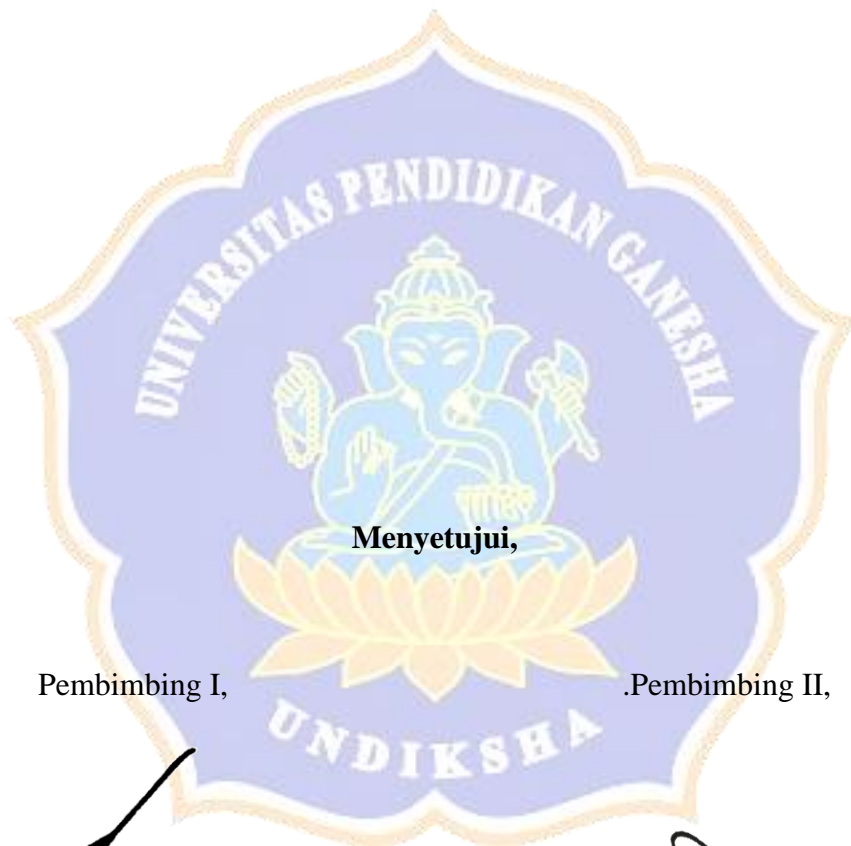 UNIVERSITAS PENDIDIKAN GANESHA
Menyetujui,
Pembimbing I, .Pembimbing II,
UNDIKSHA